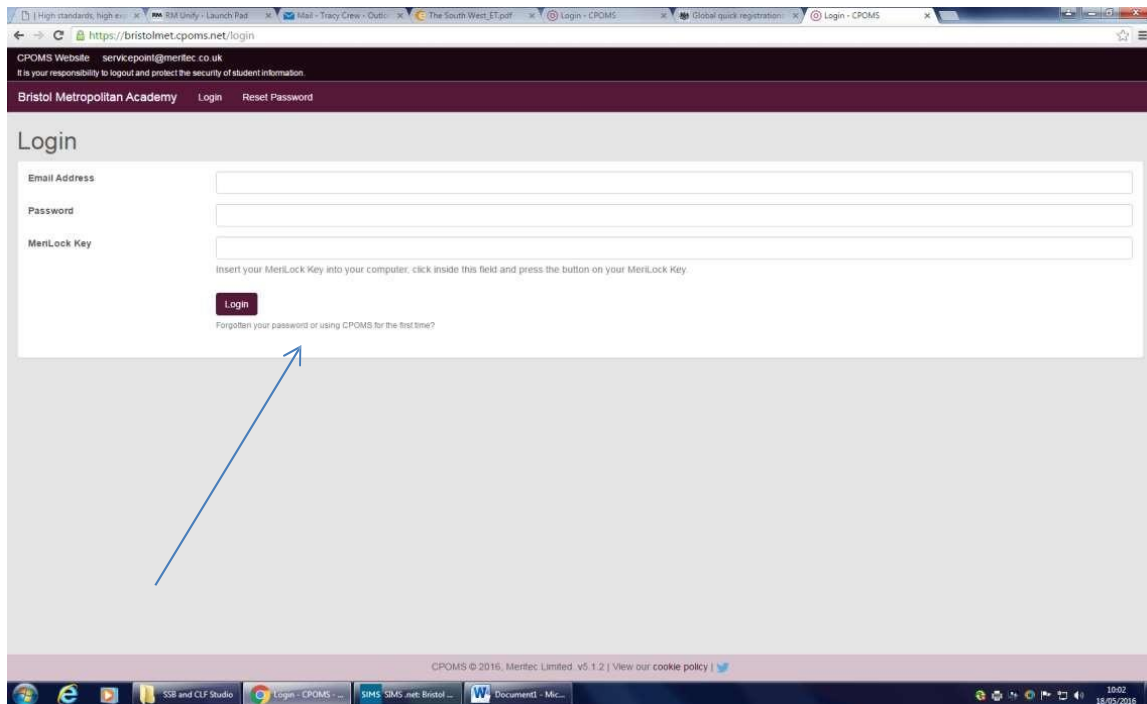 | High standards, high ex
RM Unify - Launch Pad
Mail - Tracy Crew - Outlo
The South West_ET.pdf
Login - CPOMS
Global quick registration
Login - CPOMS
https://bristolmet.cpoms.net/login
CPOMS Website servicepoint@meritec.co.uk
It is your responsibility to logout and protect the security of student information.
Bristol Metropolitan Academy Login Reset Password
Login
Email Address
Password
MeriLock Key
Insert your MeriLock Key into your computer, click inside this field and press the button on your MeriLock Key.
Login
Forgotten your password or using CPOMS for the first time?
CPOMS © 2016, Meritec Limited. v5.1.2 | View our cookie policy |
SSB and CLF Studio
Login - CPOMS - ...
SIMS SIMS .net: Bristol ...
Document1 - Mic...
10:02
18/05/2016